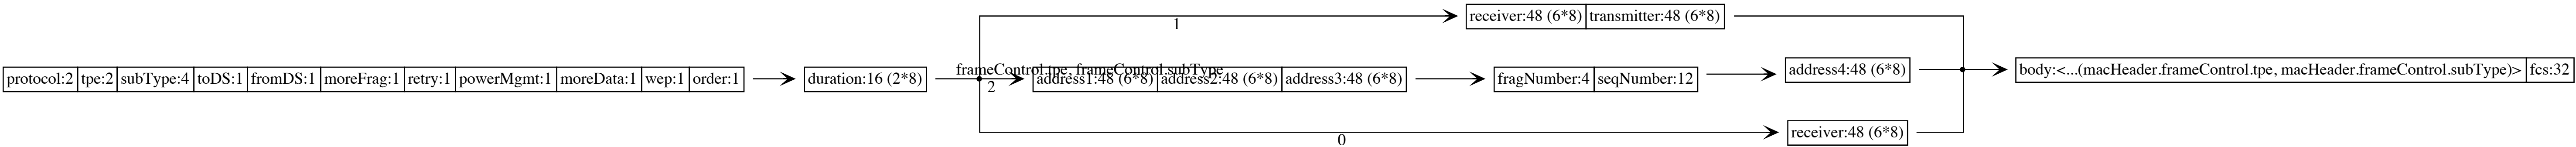 receiver:48 (6*8) transmitter:48 (6*8)
1
protocol:2 tpe:2 subType:4 toDS:1 fromDS:1 moreFrag:1 retry:1 powerMgmt:1 moreData:1 wep:1 order:1
duration:16 (2*8)
frameControl.tpe, frameControl.subType
2
address1:48 (6*8) address2:48 (6*8) address3:48 (6*8)
fragNumber:4 seqNumber:12
address4:48 (6*8)
body:<...(macHeader.frameControl.tpe, macHeader.frameControl.subType)> fcs:32
receiver:48 (6*8)
0